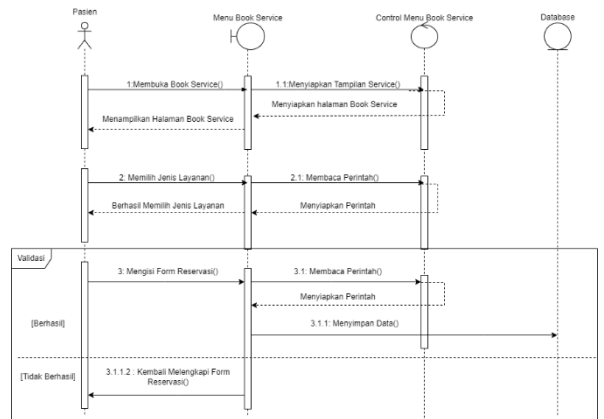 Pasien
Menu Book Service
Control Menu Book Service
Database
1:Membuka Book Service()
1.1:Menyiapkan Tampilan Service()
Menyiapkan halaman Book Service
Menampilkan Halaman Book Service
2: Memilih Jenis Layanan()
2.1: Membaca Perintah()
Berhasil Memilih Jenis Layanan
Menyiapkan Perintah
Validasi
3: Mengisi Form Reservasi()
3.1: Membaca Perintah()
Menyiapkan Perintah
[Berhasil]
3.1.1: Menyimpan Data()
[Tidak Berhasil]
3.1.1.2 : Kembali Melengkapi Form
Reservasi()